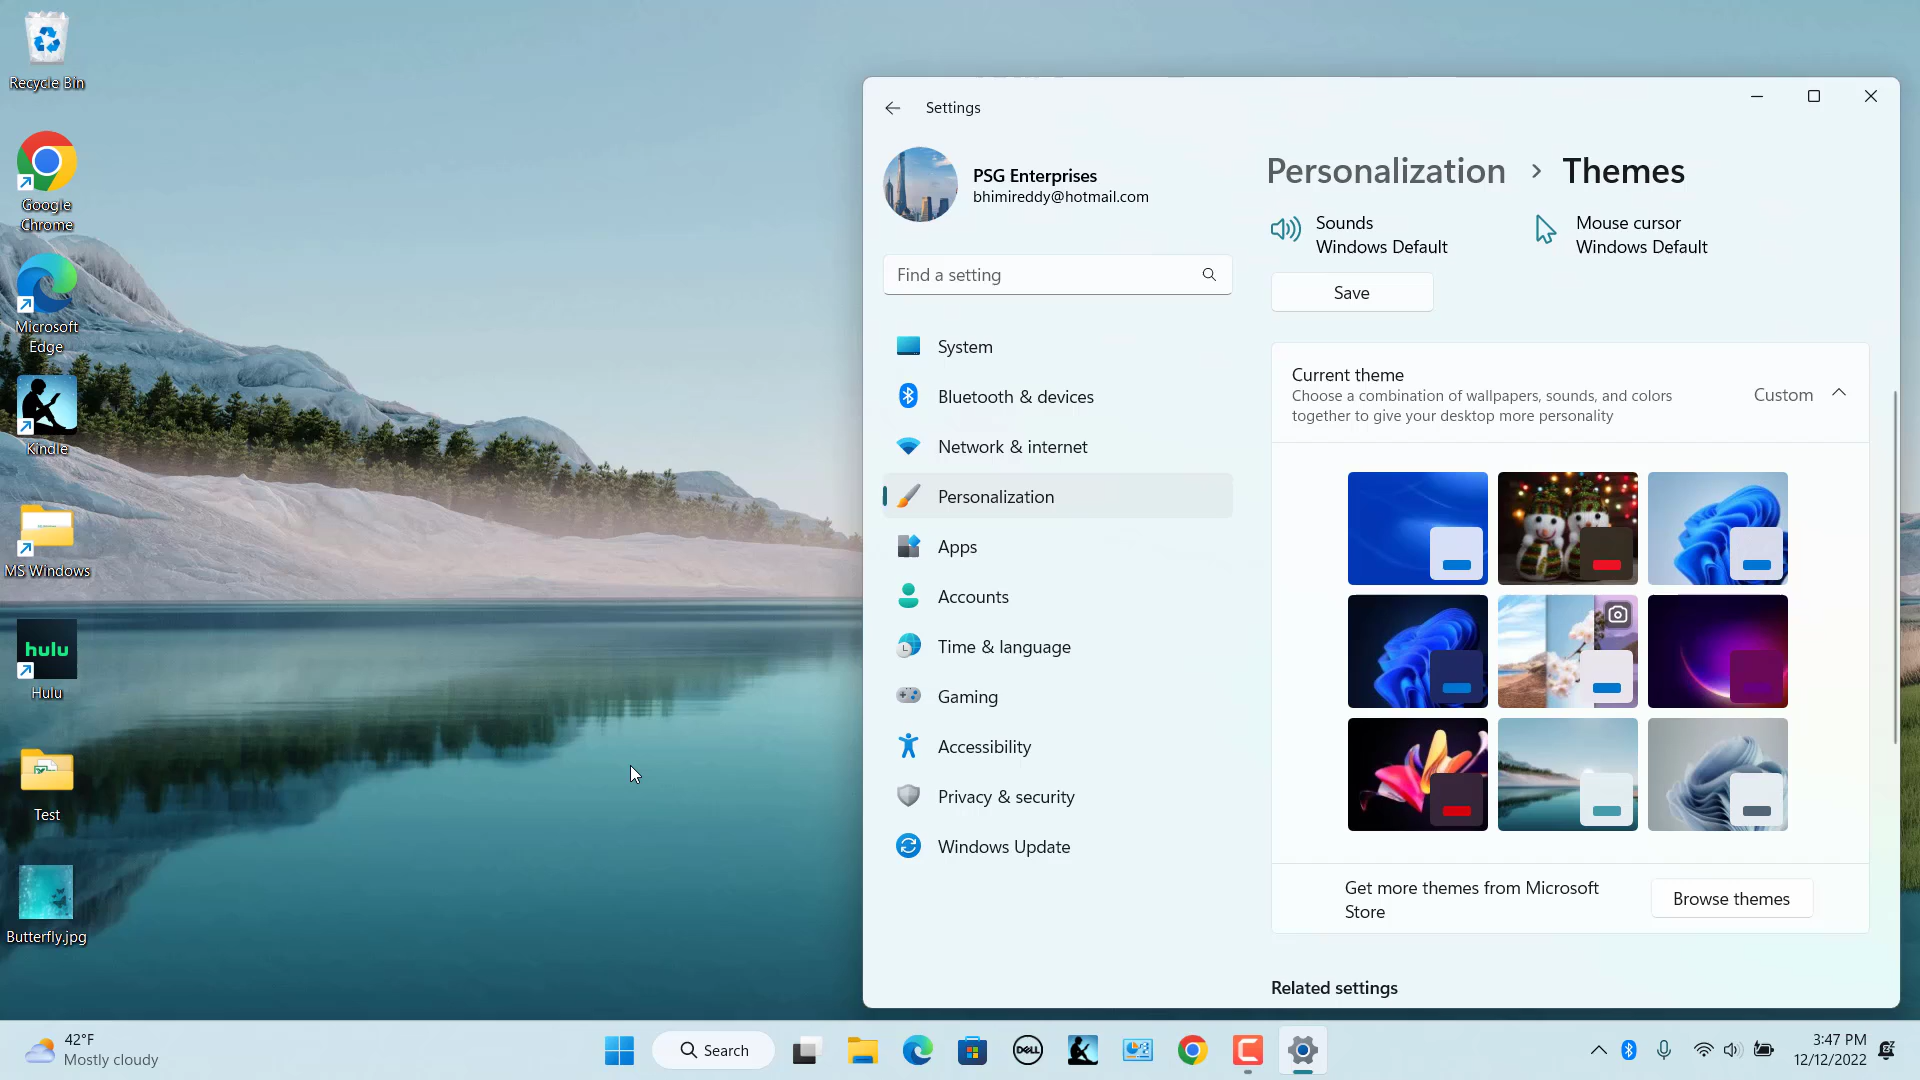 Recycle Bin
Google
Chrome
Microsoft
Edge
Kindle
MS Windows
hulu
Hulu
Test
Butterfly.jpg
Settings
PSG Enterprises
bhimireddy@hotmail.com
Find a setting
System
Bluetooth & devices
Network & internet
Personalization
Apps
Accounts
Time & language
Gaming
Accessibility
Privacy & security
Windows Update
Personalization > Themes
Sounds
Windows Default
Mouse cursor
Windows Default
Save
Current theme
Choose a combination of wallpapers, sounds, and colors
together to give your desktop more personality
Custom
Get more themes from Microsoft
Store
Browse themes
Related settings
42°F
Mostly cloudy
Search
DELL
3:47 PM
12/12/2022